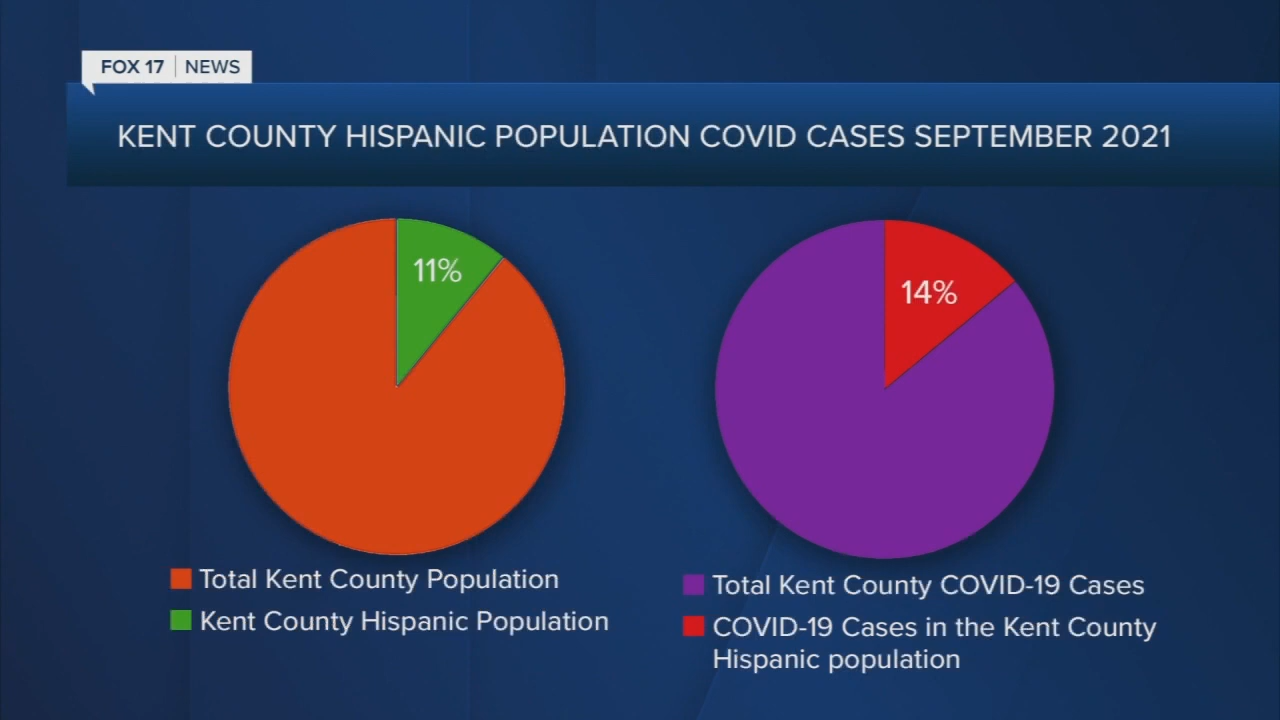 FOX 17 | NEWS
KENT COUNTY HISPANIC POPULATION COVID CASES SEPTEMBER 2021
11%
14%
Total Kent County Population
Kent County Hispanic Population
Total Kent County COVID-19 Cases
COVID-19 Cases in the Kent County
Hispanic population